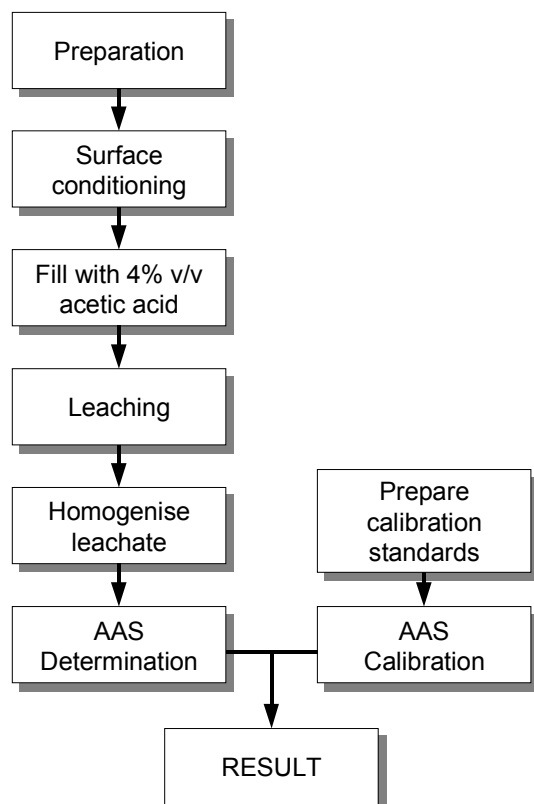 Preparation
Surface
conditioning
Fill with 4% v/v
acetic acid
Leaching
Homogenise
leachate
Prepare
calibration
standards
AAS
Determination
AAS
Calibration
RESULT